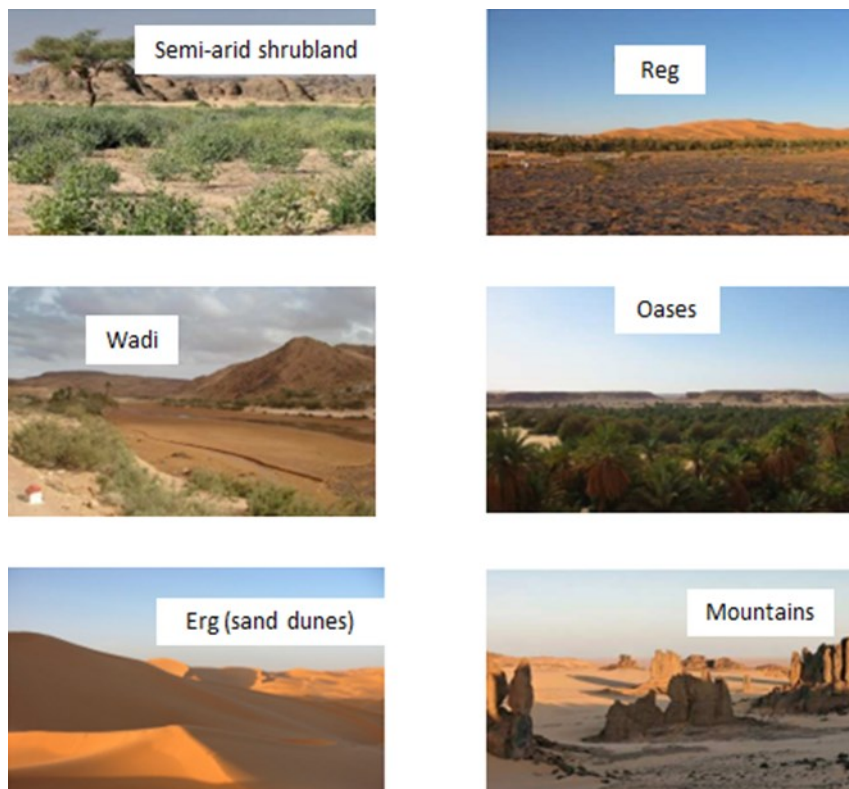 Semi-arid shrubland
Reg
Wadi
Oases
Erg (sand dunes)
Mountains